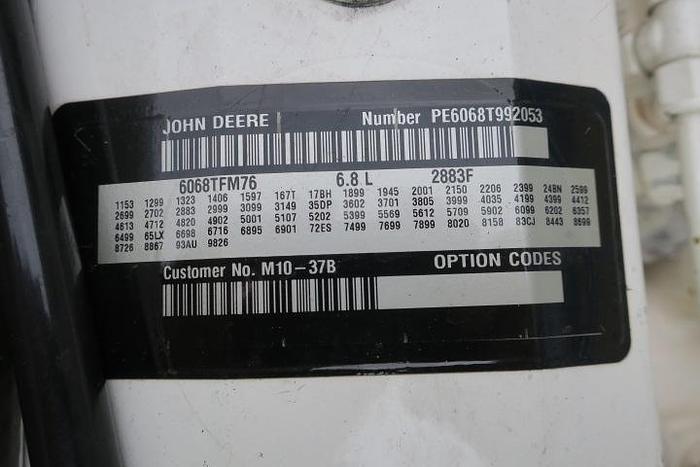 JOHN DEERE Number PE6068T992053
6068TFM76 6.8 L 2883F
1153 1299 1323 1406 1597 167T 17BH 1899 1945 2001 2150 2206 2399 24BN 2599
2699 2702 2883 2999 3099 3149 35DP 3602 3701 3805 3999 4035 4199 4399 4412
4613 4712 4820 4902 5001 5107 5202 5399 5569 5612 5709 5902 6099 6202 6357
6499 65LX 6698 6716 6895 6901 72ES 7499 7699 7899 8020 8158 83CJ 8443 8699
8726 8867 93AU 9826
Customer No. M10-37B OPTION CODES